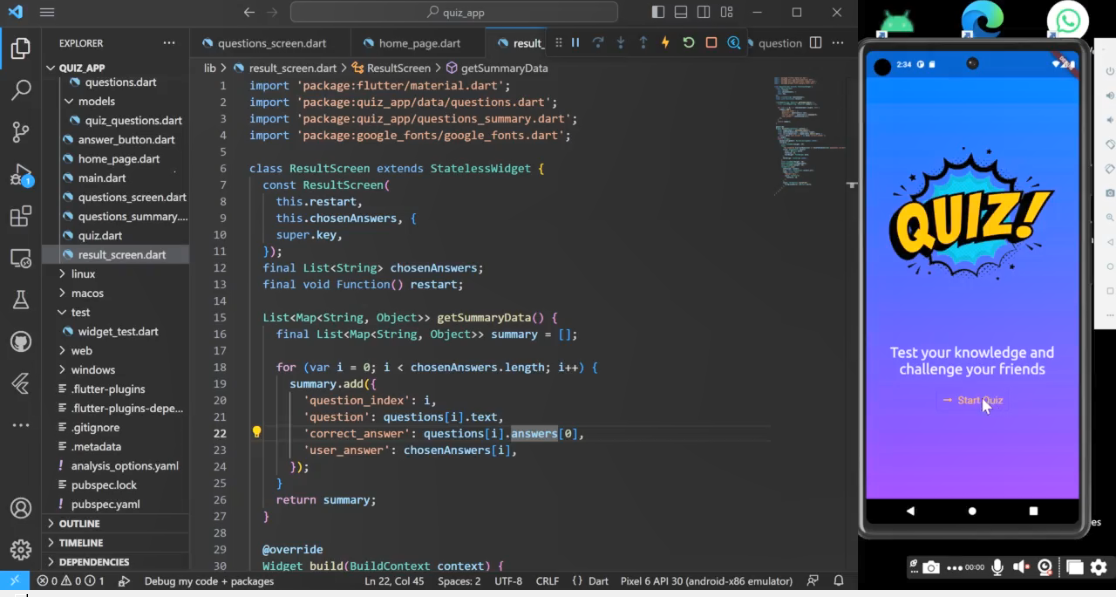 quiz_app
EXPLORER
questions_screen.dart
home_page.dart
result_
question
QUIZ_APP
questions.dart
models
quiz_questions.dart
answer_button.dart
home_page.dart
main.dart
questions_screen.dart
questions_summary....
quiz.dart
result_screen.dart
linux
macos
test
widget_test.dart
web
windows
.flutter-plugins
.flutter-plugins-depe...
.gitignore
.metadata
analysis_options.yaml
pubspec.lock
pubspec.yaml
OUTLINE
TIMELINE
DEPENDENCIES
1
lib > result_screen.dart > ResultScreen > getSummaryData
1 import 'package:flutter/material.dart';
2 import 'package:quiz_app/data/questions.dart';
3 import 'package:quiz_app/questions_summary.dart';
4 import 'package:google_fonts/google_fonts.dart';
5
6 class ResultScreen extends StatelessWidget {
7 const ResultScreen(
8 this.restart,
9 this.chosenAnswers, {
10 super.key,
11 });
12 final List<String> chosenAnswers;
13 final void Function() restart;
14
15 List<Map<String, Object>> getSummaryData() {
16 final List<Map<String, Object>> summary = [];
17
18 for (var i = 0; i < chosenAnswers.length; i++) {
19 summary.add({
20 'question_index': i,
21 'question': questions[i].text,
22 'correct_answer': questions[i].answers[0],
23 'user_answer': chosenAnswers[i],
24 });
25 }
26 return summary;
27 }
28
29 @override
30 Widget build(BuildContext context) {
0 0 1 Debug my code + packages Ln 22, Col 45 Spaces: 2 UTF-8 CRLF {} Dart Pixel 6 API 30 (android-x86 emulator)
2:34
QUIZ!
Test your knowledge and
challenge your friends
→ Start Quiz
es
00:00